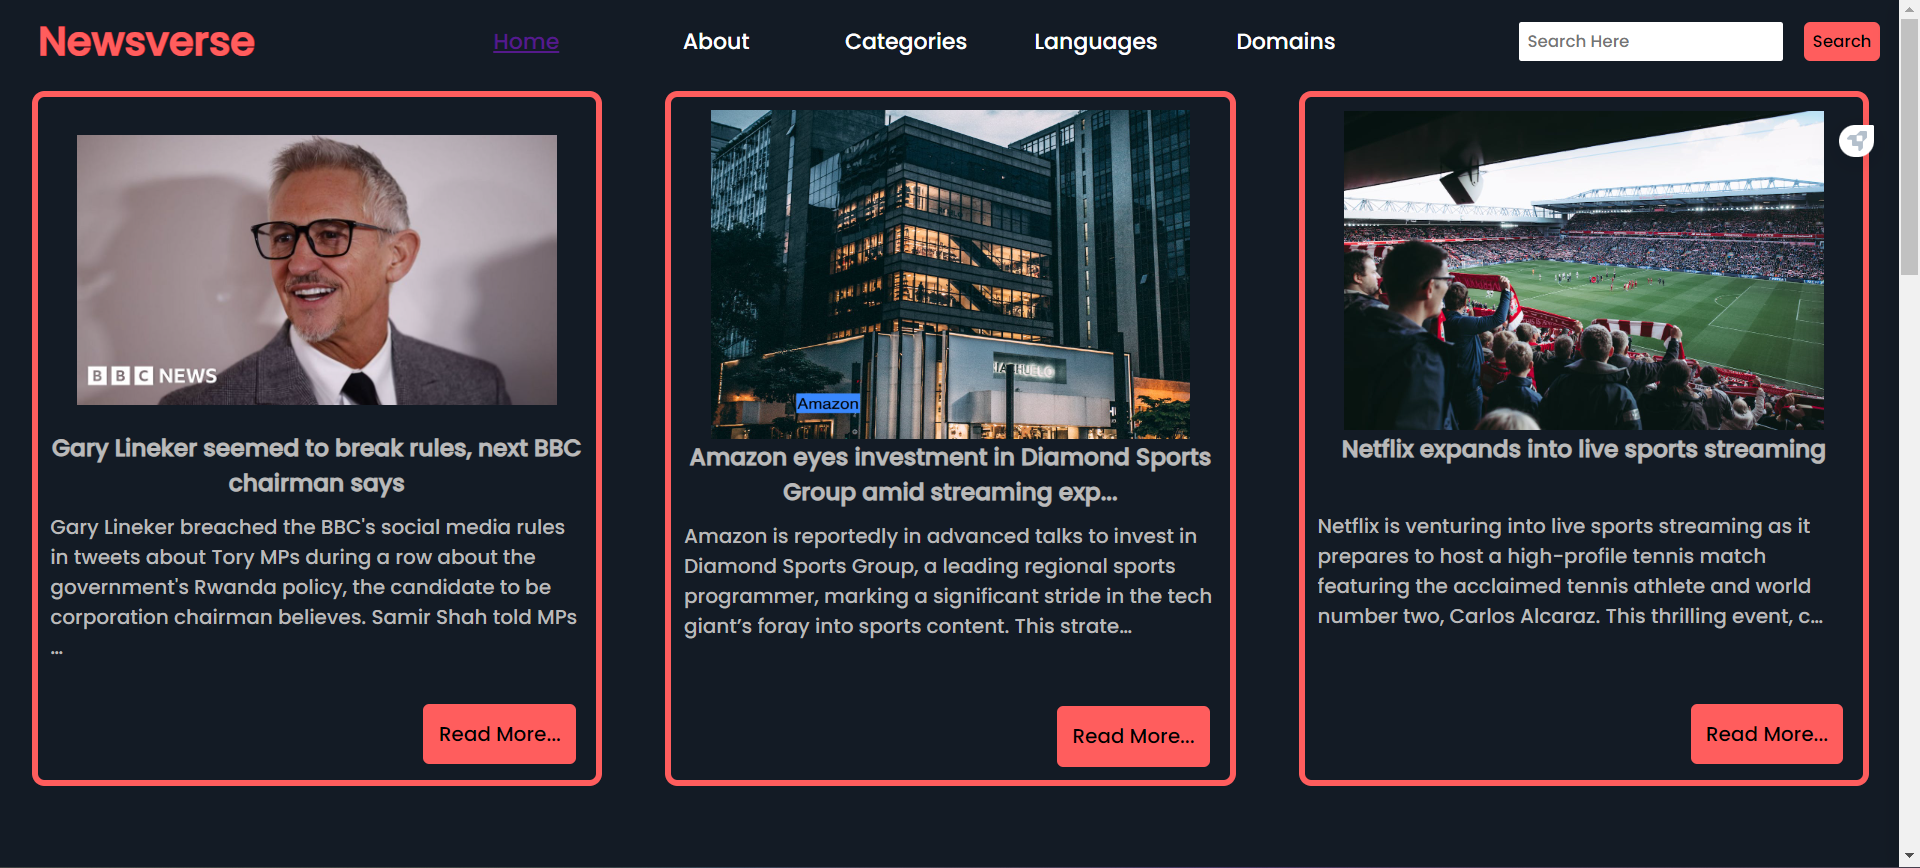 Newsverse
Home
About
Categories
Languages
Domains
Search Here
Search
BBC NEWS
Gary Lineker seemed to break rules, next BBC
chairman says
Gary Lineker breached the BBC's social media rules
in tweets about Tory MPs during a row about the
government's Rwanda policy, the candidate to be
corporation chairman believes. Samir Shah told MPs
...
Read More...
Amazon
Amazon eyes investment in Diamond Sports
Group amid streaming exp...
Amazon is reportedly in advanced talks to invest in
Diamond Sports Group, a leading regional sports
programmer, marking a significant stride in the tech
giant’s foray into sports content. This strate...
Read More...
Netflix expands into live sports streaming
Netflix is venturing into live sports streaming as it
prepares to host a high-profile tennis match
featuring the acclaimed tennis athlete and world
number two, Carlos Alcaraz. This thrilling event, c...
Read More...